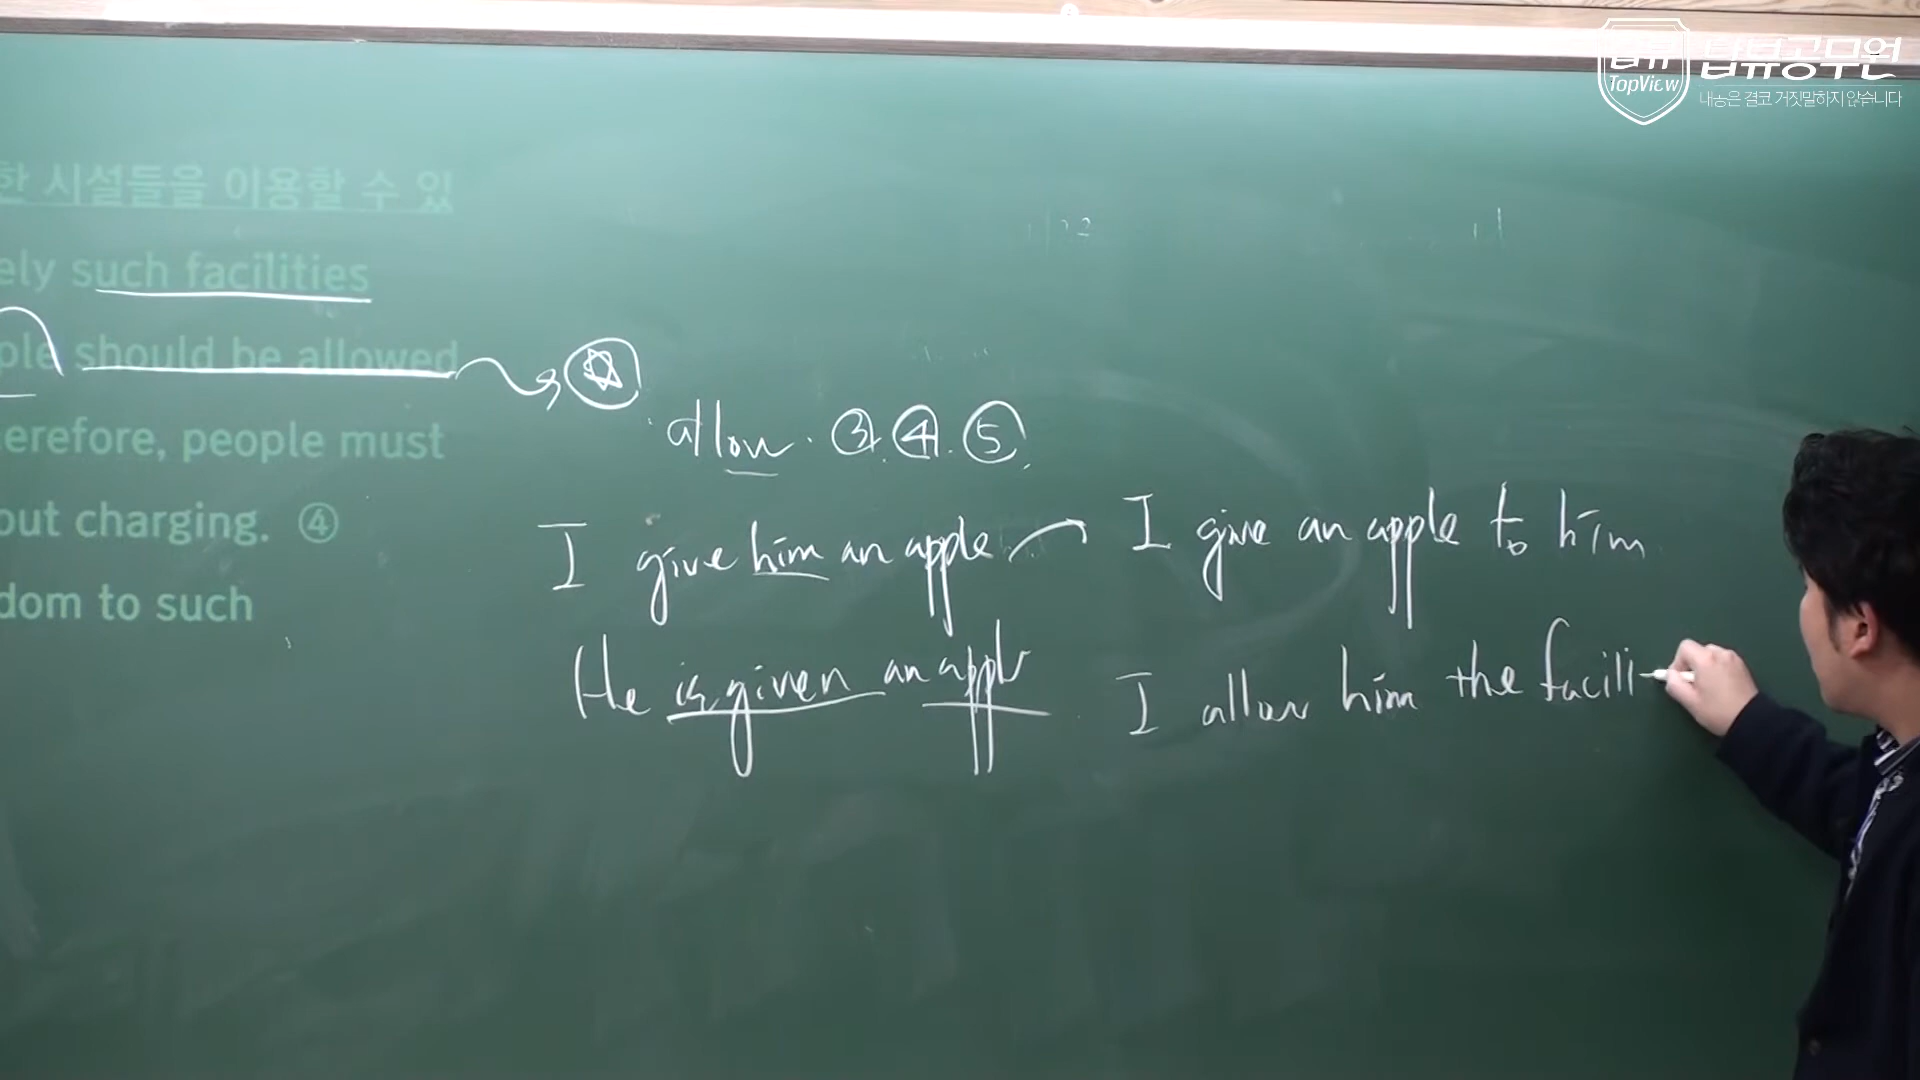 TopView 탑뷰공무원
내공은 결코 거짓말하지 않습니다
한 시설들을 이용할 수 있
ely such facilities
ple should be allowed
erefore, people must
out charging. ④
dom to such
allow. ③.④.⑤
I give him an apple
I give an apple to him
He is given an apple
I allow him the facili